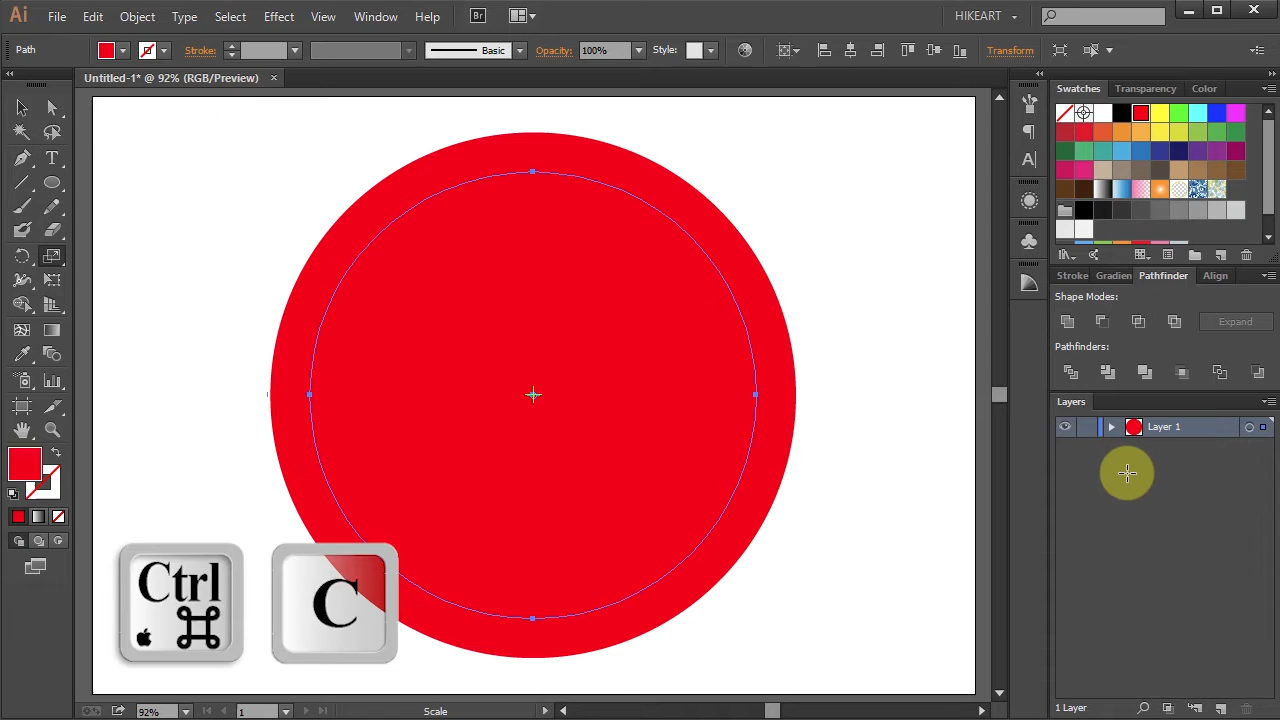 Ai File Edit Object Type Select Effect View Window Help Br HIKEART
Path Stroke: Basic Opacity: 100% Style: Transform
Untitled-1* @ 92% (RGB/Preview)
Swatches Transparency Color
Stroke Gradien Pathfinder Align
Shape Modes:
Expand
Pathfinders:
Layers
Layer 1
Ctrl C
92% 1 Scale
1 Layer